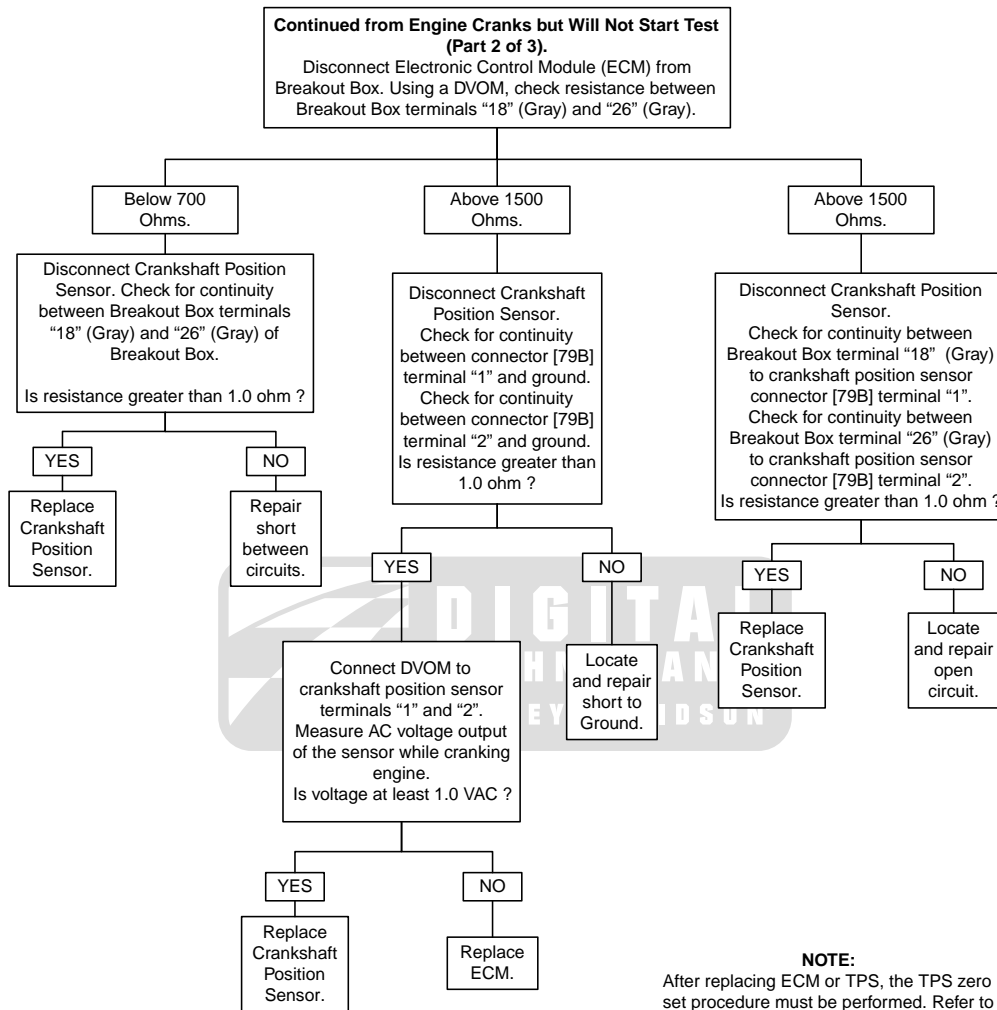 Continued from Engine Cranks but Will Not Start Test
(Part 2 of 3).
Disconnect Electronic Control Module (ECM) from
Breakout Box. Using a DVOM, check resistance between
Breakout Box terminals “18” (Gray) and “26” (Gray).
Below 700
Ohms.
Above 1500
Ohms.
Above 1500
Ohms.
Disconnect Crankshaft Position
Sensor. Check for continuity
between Breakout Box terminals
“18” (Gray) and “26” (Gray) of
Breakout Box.
Is resistance greater than 1.0 ohm ?
Disconnect Crankshaft
Position Sensor.
Check for continuity
between connector [79B]
terminal “1” and ground.
Check for continuity
between connector [79B]
terminal “2” and ground.
Is resistance greater than
1.0 ohm ?
Disconnect Crankshaft Position
Sensor.
Check for continuity between
Breakout Box terminal “18” (Gray)
to crankshaft position sensor
connector [79B] terminal “1”.
Check for continuity between
Breakout Box terminal “26” (Gray)
to crankshaft position sensor
connector [79B] terminal “2”.
Is resistance greater than 1.0 ohm ?
YES
NO
Replace
Crankshaft
Position
Sensor.
Repair
short
between
circuits.
YES
NO
YES
NO
DIGITAL
Connect DVOM to
crankshaft position sensor
terminals “1” and “2”.
Measure AC voltage output
of the sensor while cranking
engine.
Is voltage at least 1.0 VAC ?
Locate
and repair
short to
Ground.
Replace
Crankshaft
Position
Sensor.
Locate
and repair
open
circuit.
YES
NO
Replace
Crankshaft
Position
Sensor.
Replace
ECM.
NOTE:
After replacing ECM or TPS, the TPS zero
set procedure must be performed. Refer to